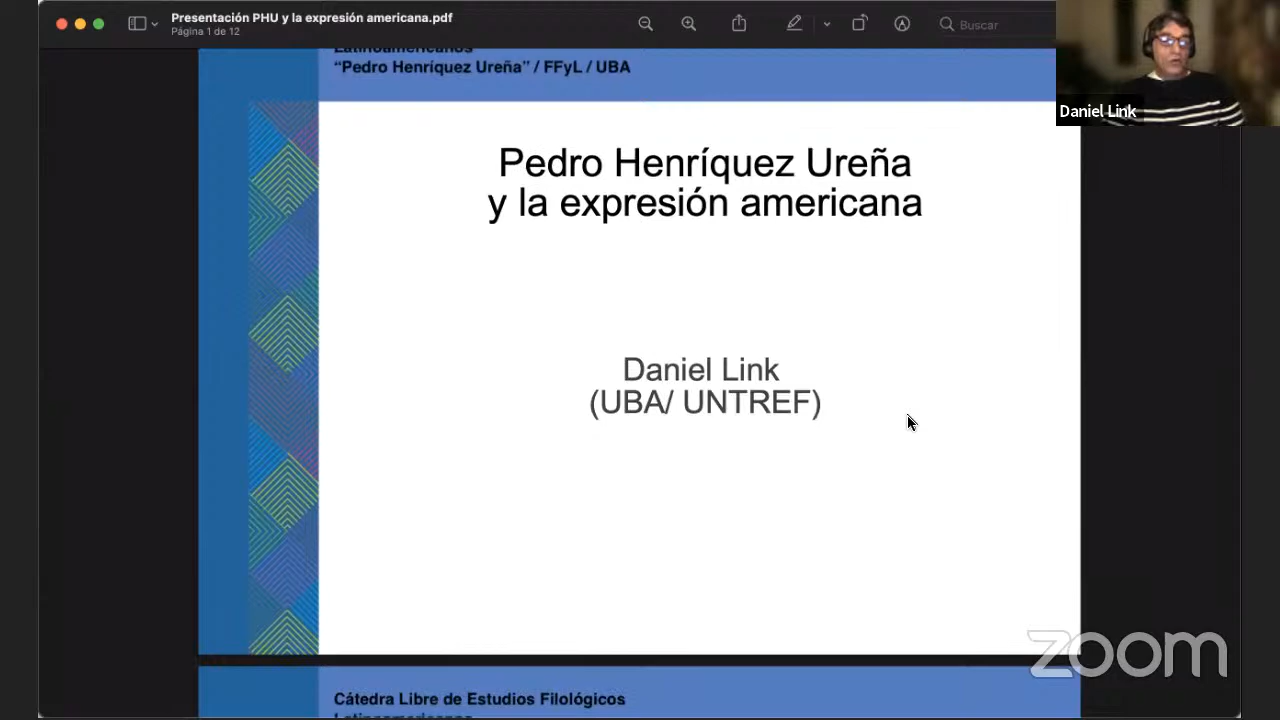 Presentación PHU y la expresión americana.pdf
Página 1 de 12
Buscar
Daniel Link
Latinoamericanos
“Pedro Henríquez Ureña” / FFyL / UBA
Pedro Henríquez Ureña
y la expresión americana
Daniel Link
(UBA/ UNTREF)
zoom
Cátedra Libre de Estudios Filológicos
Latinoamericanos